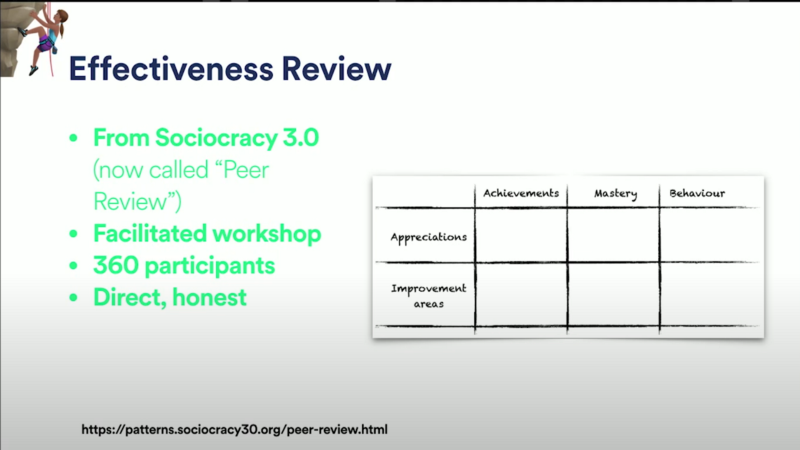 Effectiveness Review
• From Sociocracy 3.0
(now called “Peer
Review”)
• Facilitated workshop
• 360 participants
• Direct, honest
Achievements Mastery Behaviour
Appreciations
Improvement
areas
https://patterns.sociocracy30.org/peer-review.html